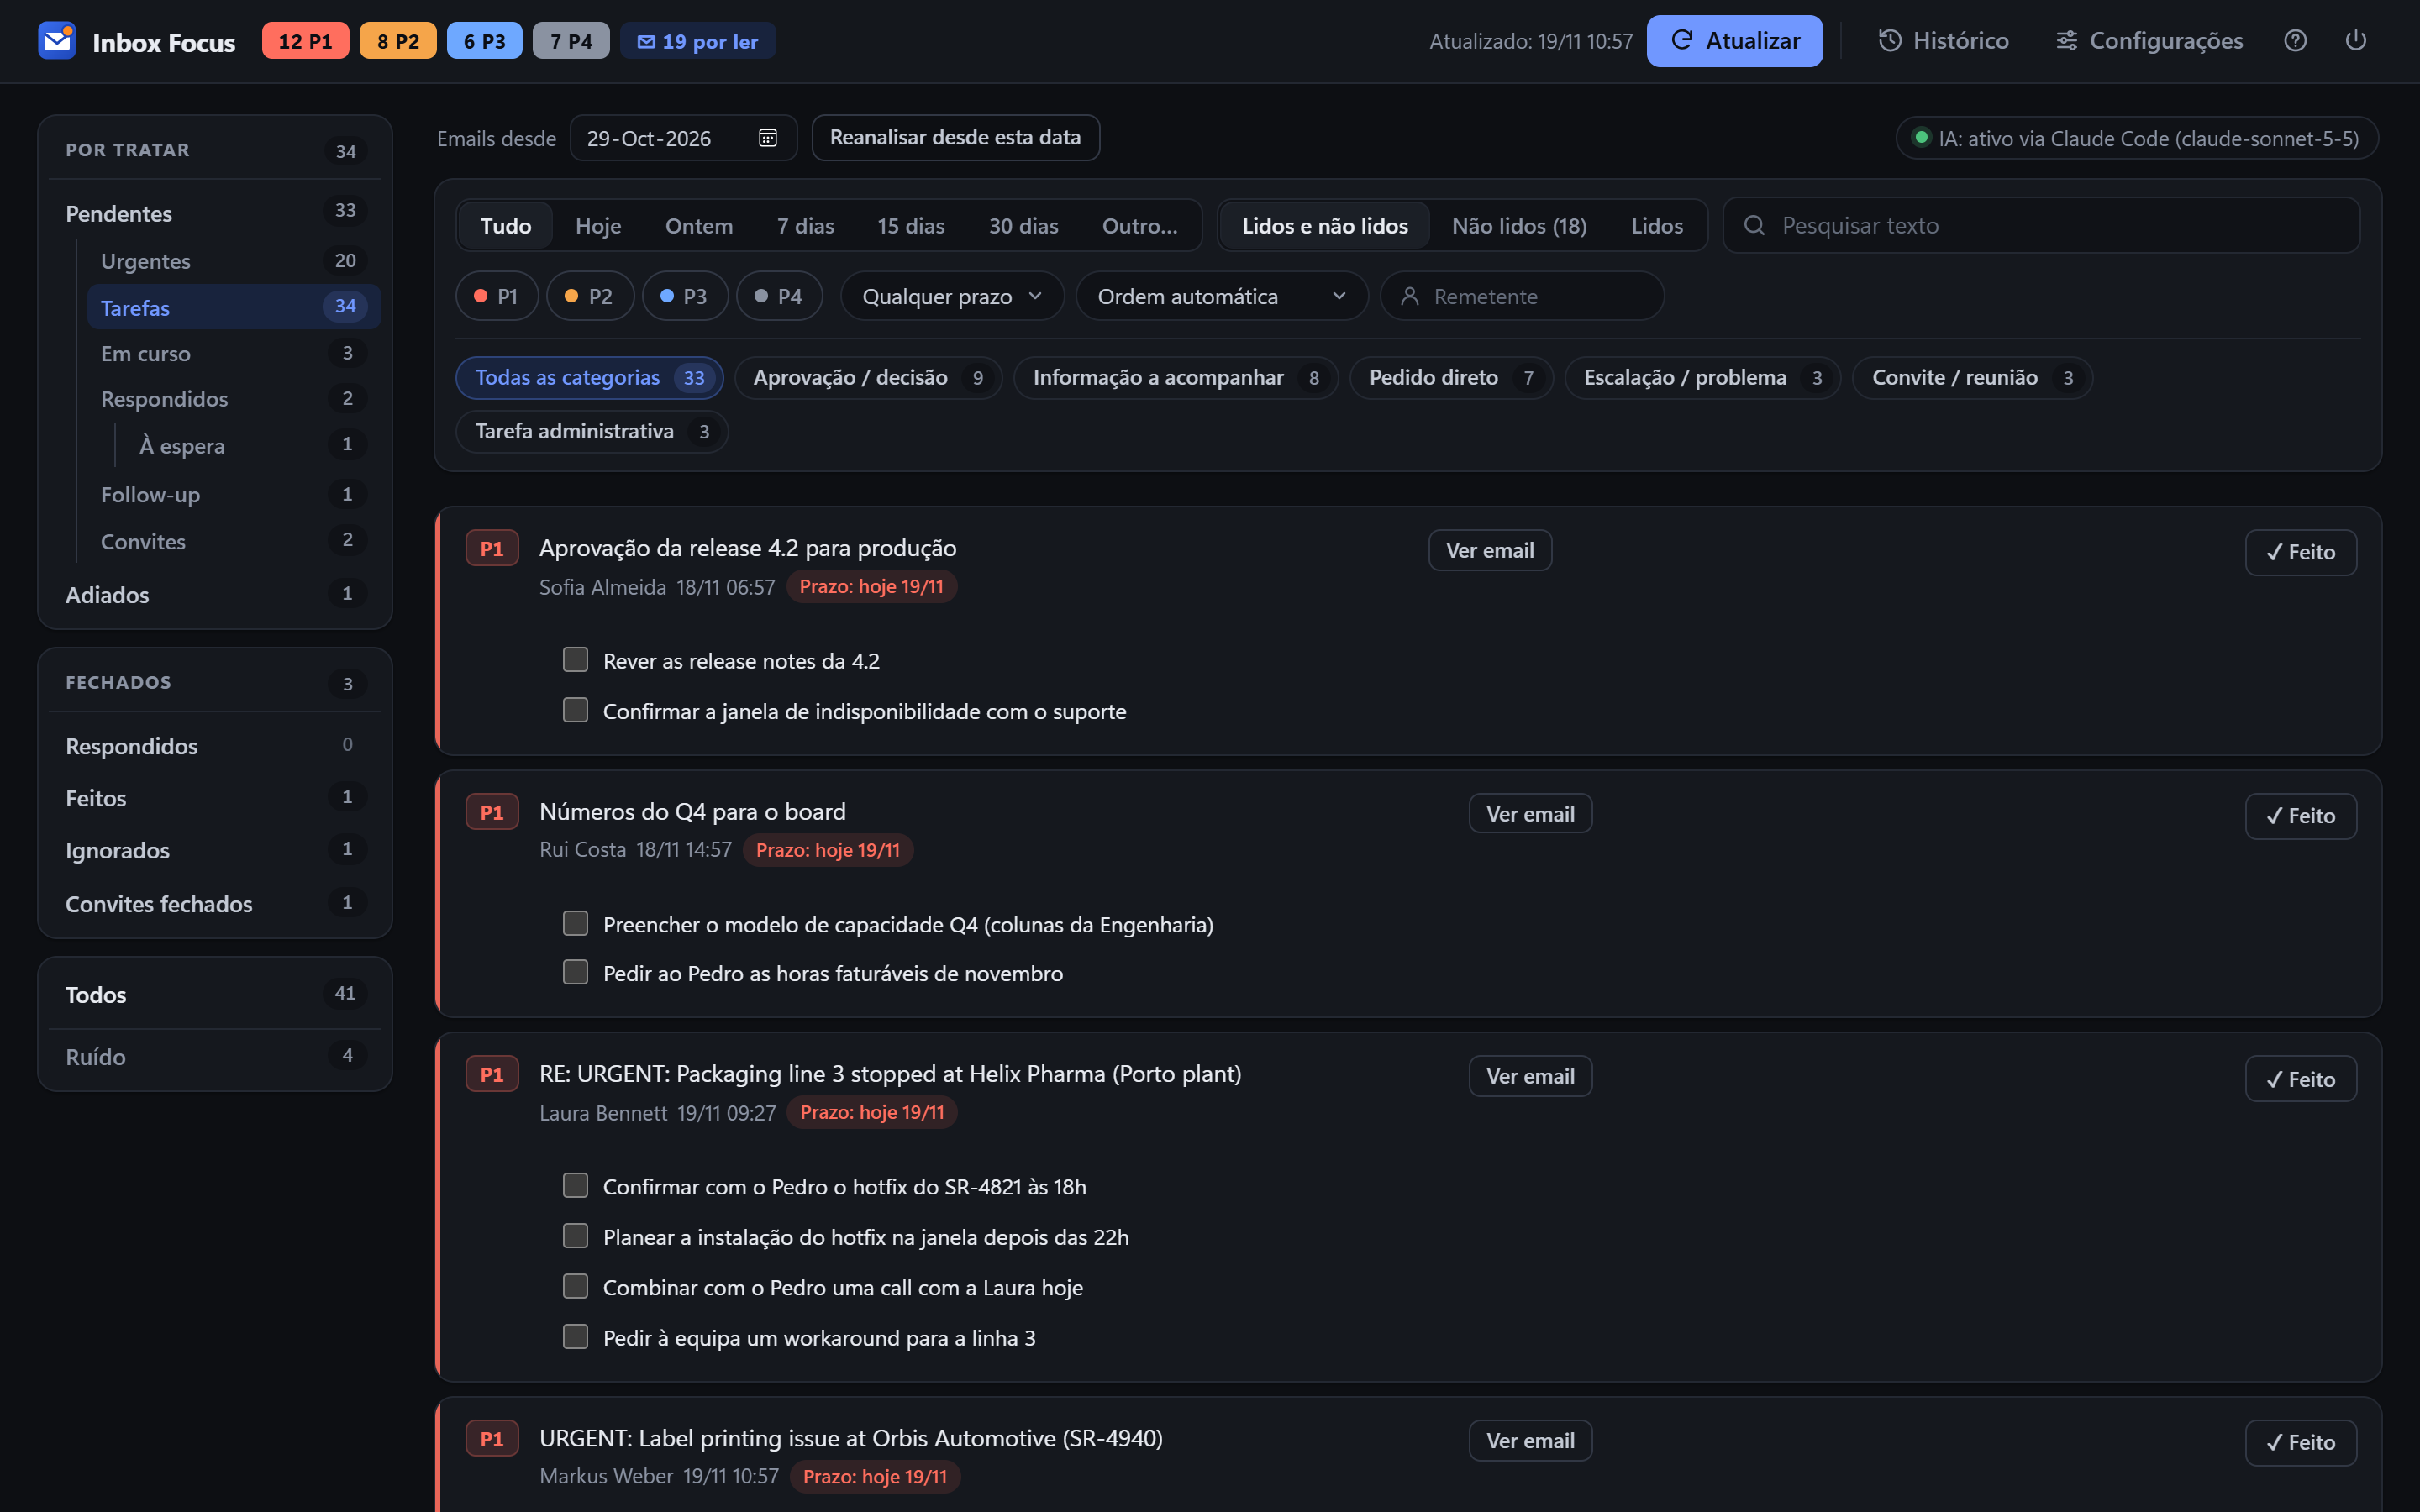 Inbox Focus
12 P1
8 P2
6 P3
7 P4
19 por ler
Atualizado: 19/11 10:57
Atualizar
Histórico
Configurações
POR TRATAR 34
Pendentes 33
Urgentes 20
Tarefas 34
Em curso 3
Respondidos 2
À espera 1
Follow-up 1
Convites 2
Adiados 1
FECHADOS 3
Respondidos 0
Feitos 1
Ignorados 1
Convites fechados 1
Todos 41
Ruído 4
Emails desde
29-Oct-2026
Reanalisar desde esta data
IA: ativo via Claude Code (claude-sonnet-5-5)
Tudo
Hoje
Ontem
7 dias
15 dias
30 dias
Outro...
Lidos e não lidos
Não lidos (18)
Lidos
Pesquisar texto
P1
P2
P3
P4
Qualquer prazo
Ordem automática
Remetente
Todas as categorias 33
Aprovação / decisão 9
Informação a acompanhar 8
Pedido direto 7
Escalação / problema 3
Convite / reunião 3
Tarefa administrativa 3
P1 Aprovação da release 4.2 para produção
Ver email
✓ Feito
Sofia Almeida 18/11 06:57 Prazo: hoje 19/11
Rever as release notes da 4.2
Confirmar a janela de indisponibilidade com o suporte
P1 Números do Q4 para o board
Ver email
✓ Feito
Rui Costa 18/11 14:57 Prazo: hoje 19/11
Preencher o modelo de capacidade Q4 (colunas da Engenharia)
Pedir ao Pedro as horas faturáveis de novembro
P1 RE: URGENT: Packaging line 3 stopped at Helix Pharma (Porto plant)
Ver email
✓ Feito
Laura Bennett 19/11 09:27 Prazo: hoje 19/11
Confirmar com o Pedro o hotfix do SR-4821 às 18h
Planear a instalação do hotfix na janela depois das 22h
Combinar com o Pedro uma call com a Laura hoje
Pedir à equipa um workaround para a linha 3
P1 URGENT: Label printing issue at Orbis Automotive (SR-4940)
Ver email
✓ Feito
Markus Weber 19/11 10:57 Prazo: hoje 19/11